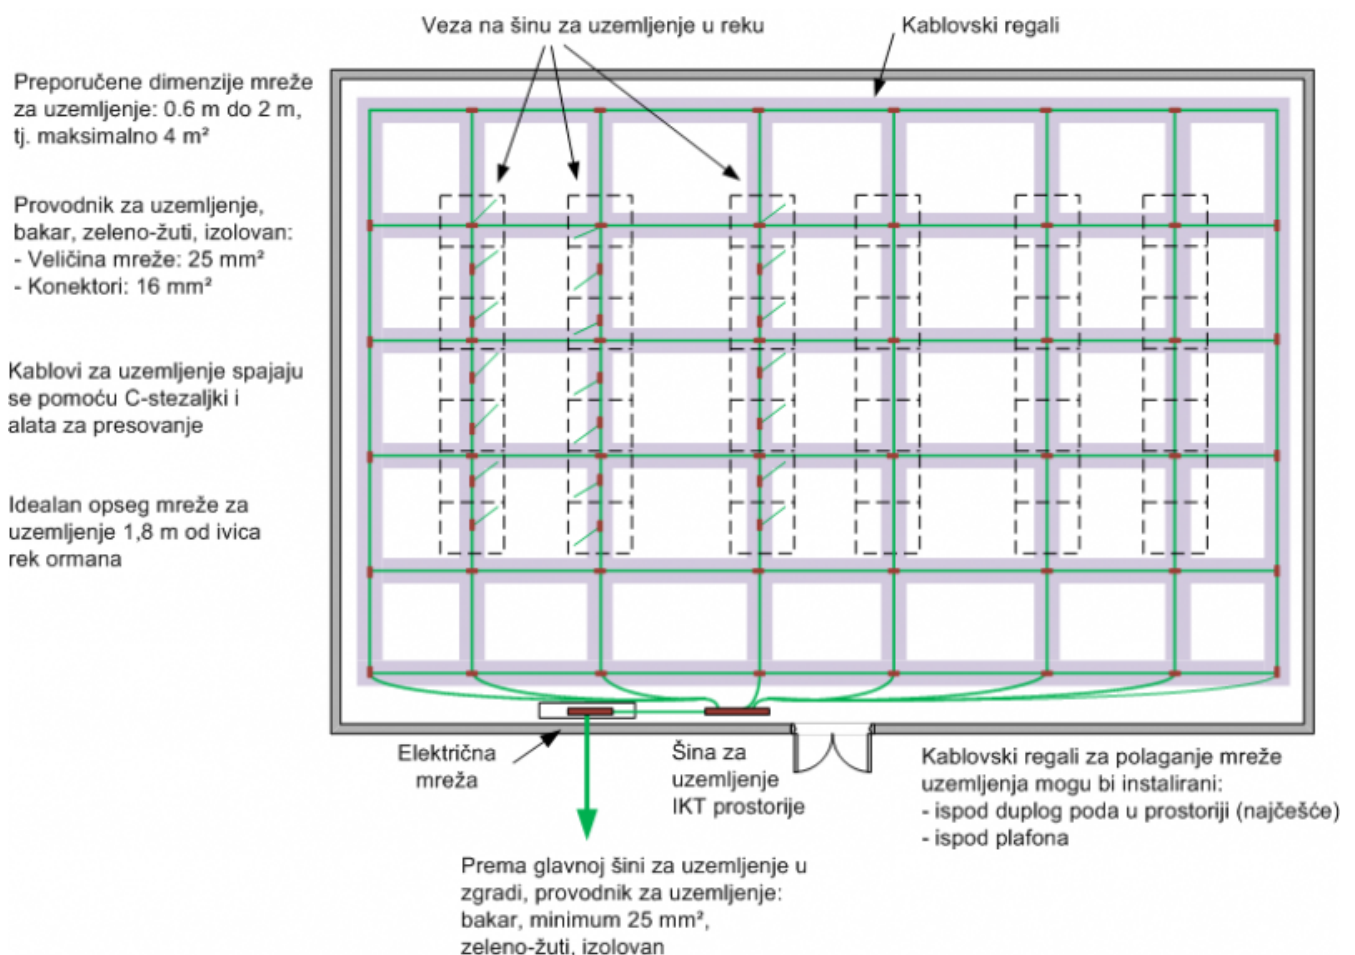 Veza na šinu za uzemljenje u reku
Kablovski regali
Preporučene dimenzije mreže
za uzemljenje: 0.6 m do 2 m,
tj. maksimalno 4 m²
Provodnik za uzemljenje,
bakar, zeleno-žuti, izolovan:
- Veličina mreže: 25 mm²
- Konektori: 16 mm²
Kablovi za uzemljenje spajaju
se pomoću C-stezaljki i
alata za presovanje
Idealan opseg mreže za
uzemljenje 1,8 m od ivica
rek ormana
Električna
mreža
Šina za
uzemljenje
IKT prostorije
Kablovski regali za polaganje mreže
uzemljenja mogu bi instalirani:
- ispod duplog poda u prostoriji (najčešće)
- ispod plafona
Prema glavnoj šini za uzemljenje u
zgradi, provodnik za uzemljenje:
bakar, minimum 25 mm²,
zeleno-žuti, izolovan